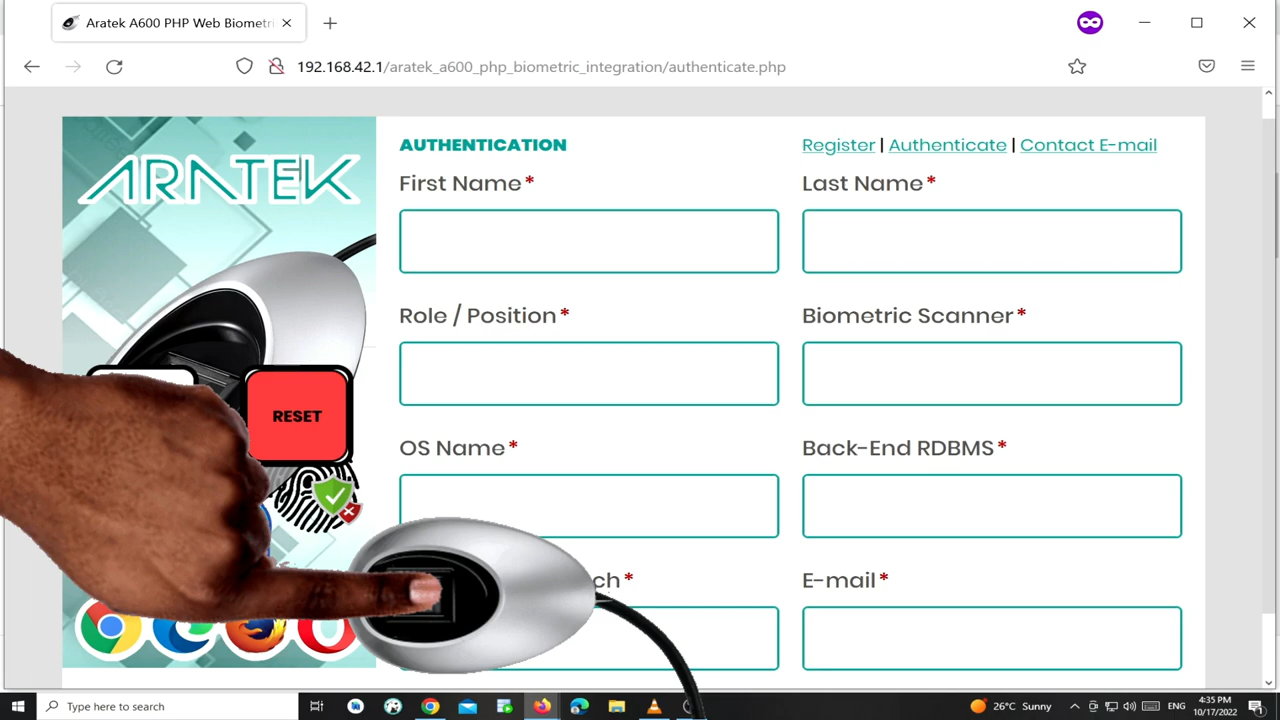 Aratek A600 PHP Web Biometri
192.168.42.1/aratek_a600_php_biometric_integration/authenticate.php
ARATEK
RESET
AUTHENTICATION
Register | Authenticate | Contact E-mail
First Name *
Last Name *
Role / Position *
Biometric Scanner *
OS Name *
Back-End RDBMS *
ch *
E-mail *
Type here to search
26°C Sunny
ENG
4:35 PM
10/17/2022